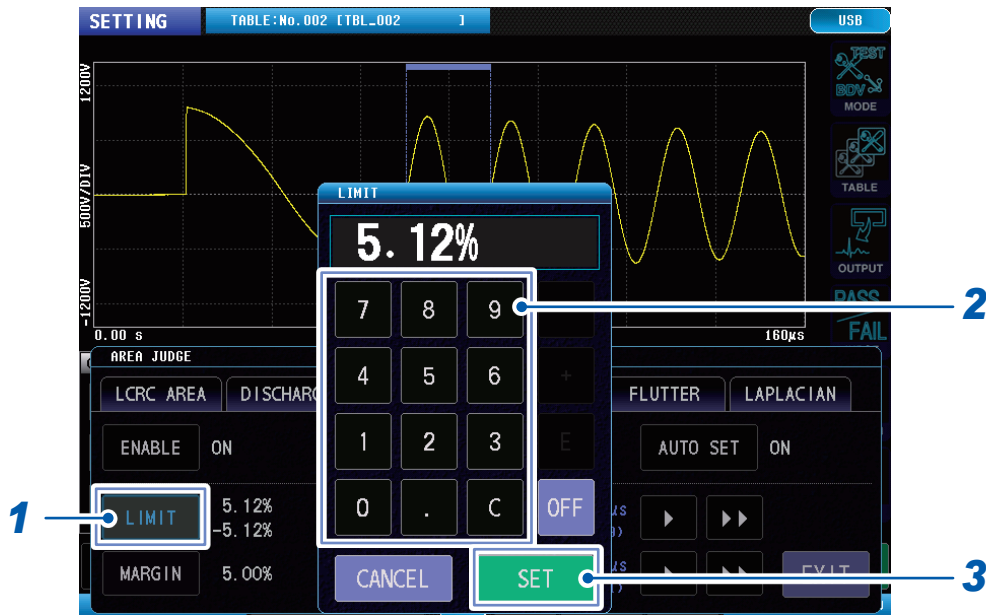 SETTING TABLE:No.002 [TBL_002 ] USB
1200V
500V/DIV
-1200V
TEST
BDV
MODE
TABLE
OUTPUT
PASS
FAIL
0.00 s 160µs
LIMIT
5.12%
7 8 9
4 5 6 +
1 2 3 E
0 . C OFF
CANCEL SET
AREA JUDGE
LCRC AREA DISCHAR FLUTTER LAPLACIAN
ENABLE ON AUTO SET ON
LIMIT 5.12%
-5.12%
MARGIN 5.00% EXIT
1
2
3